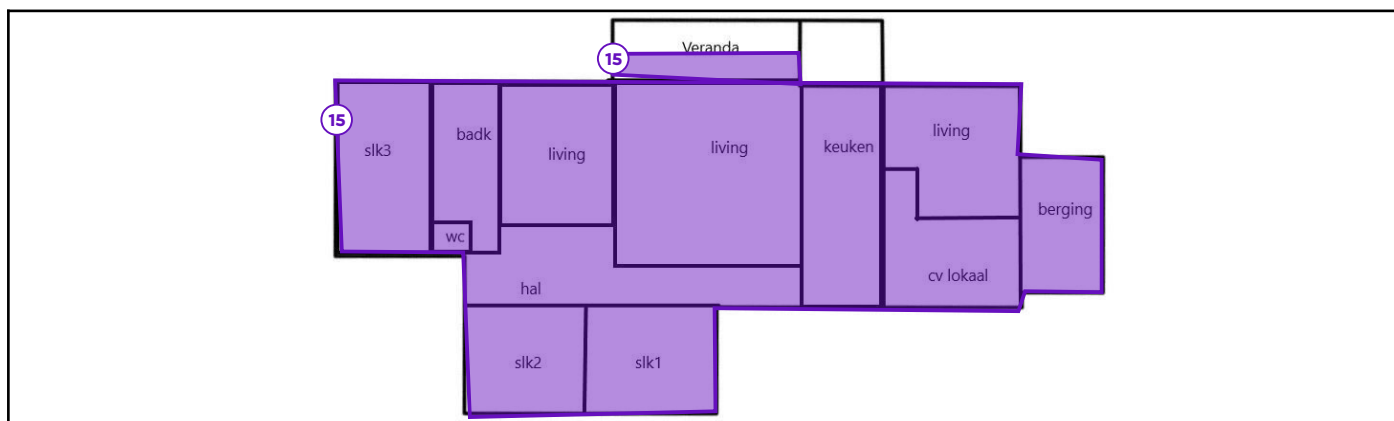 Veranda
15
15
slk3
badk
living
living
keuken
living
wc
berging
hal
cv lokaal
slk2
slk1